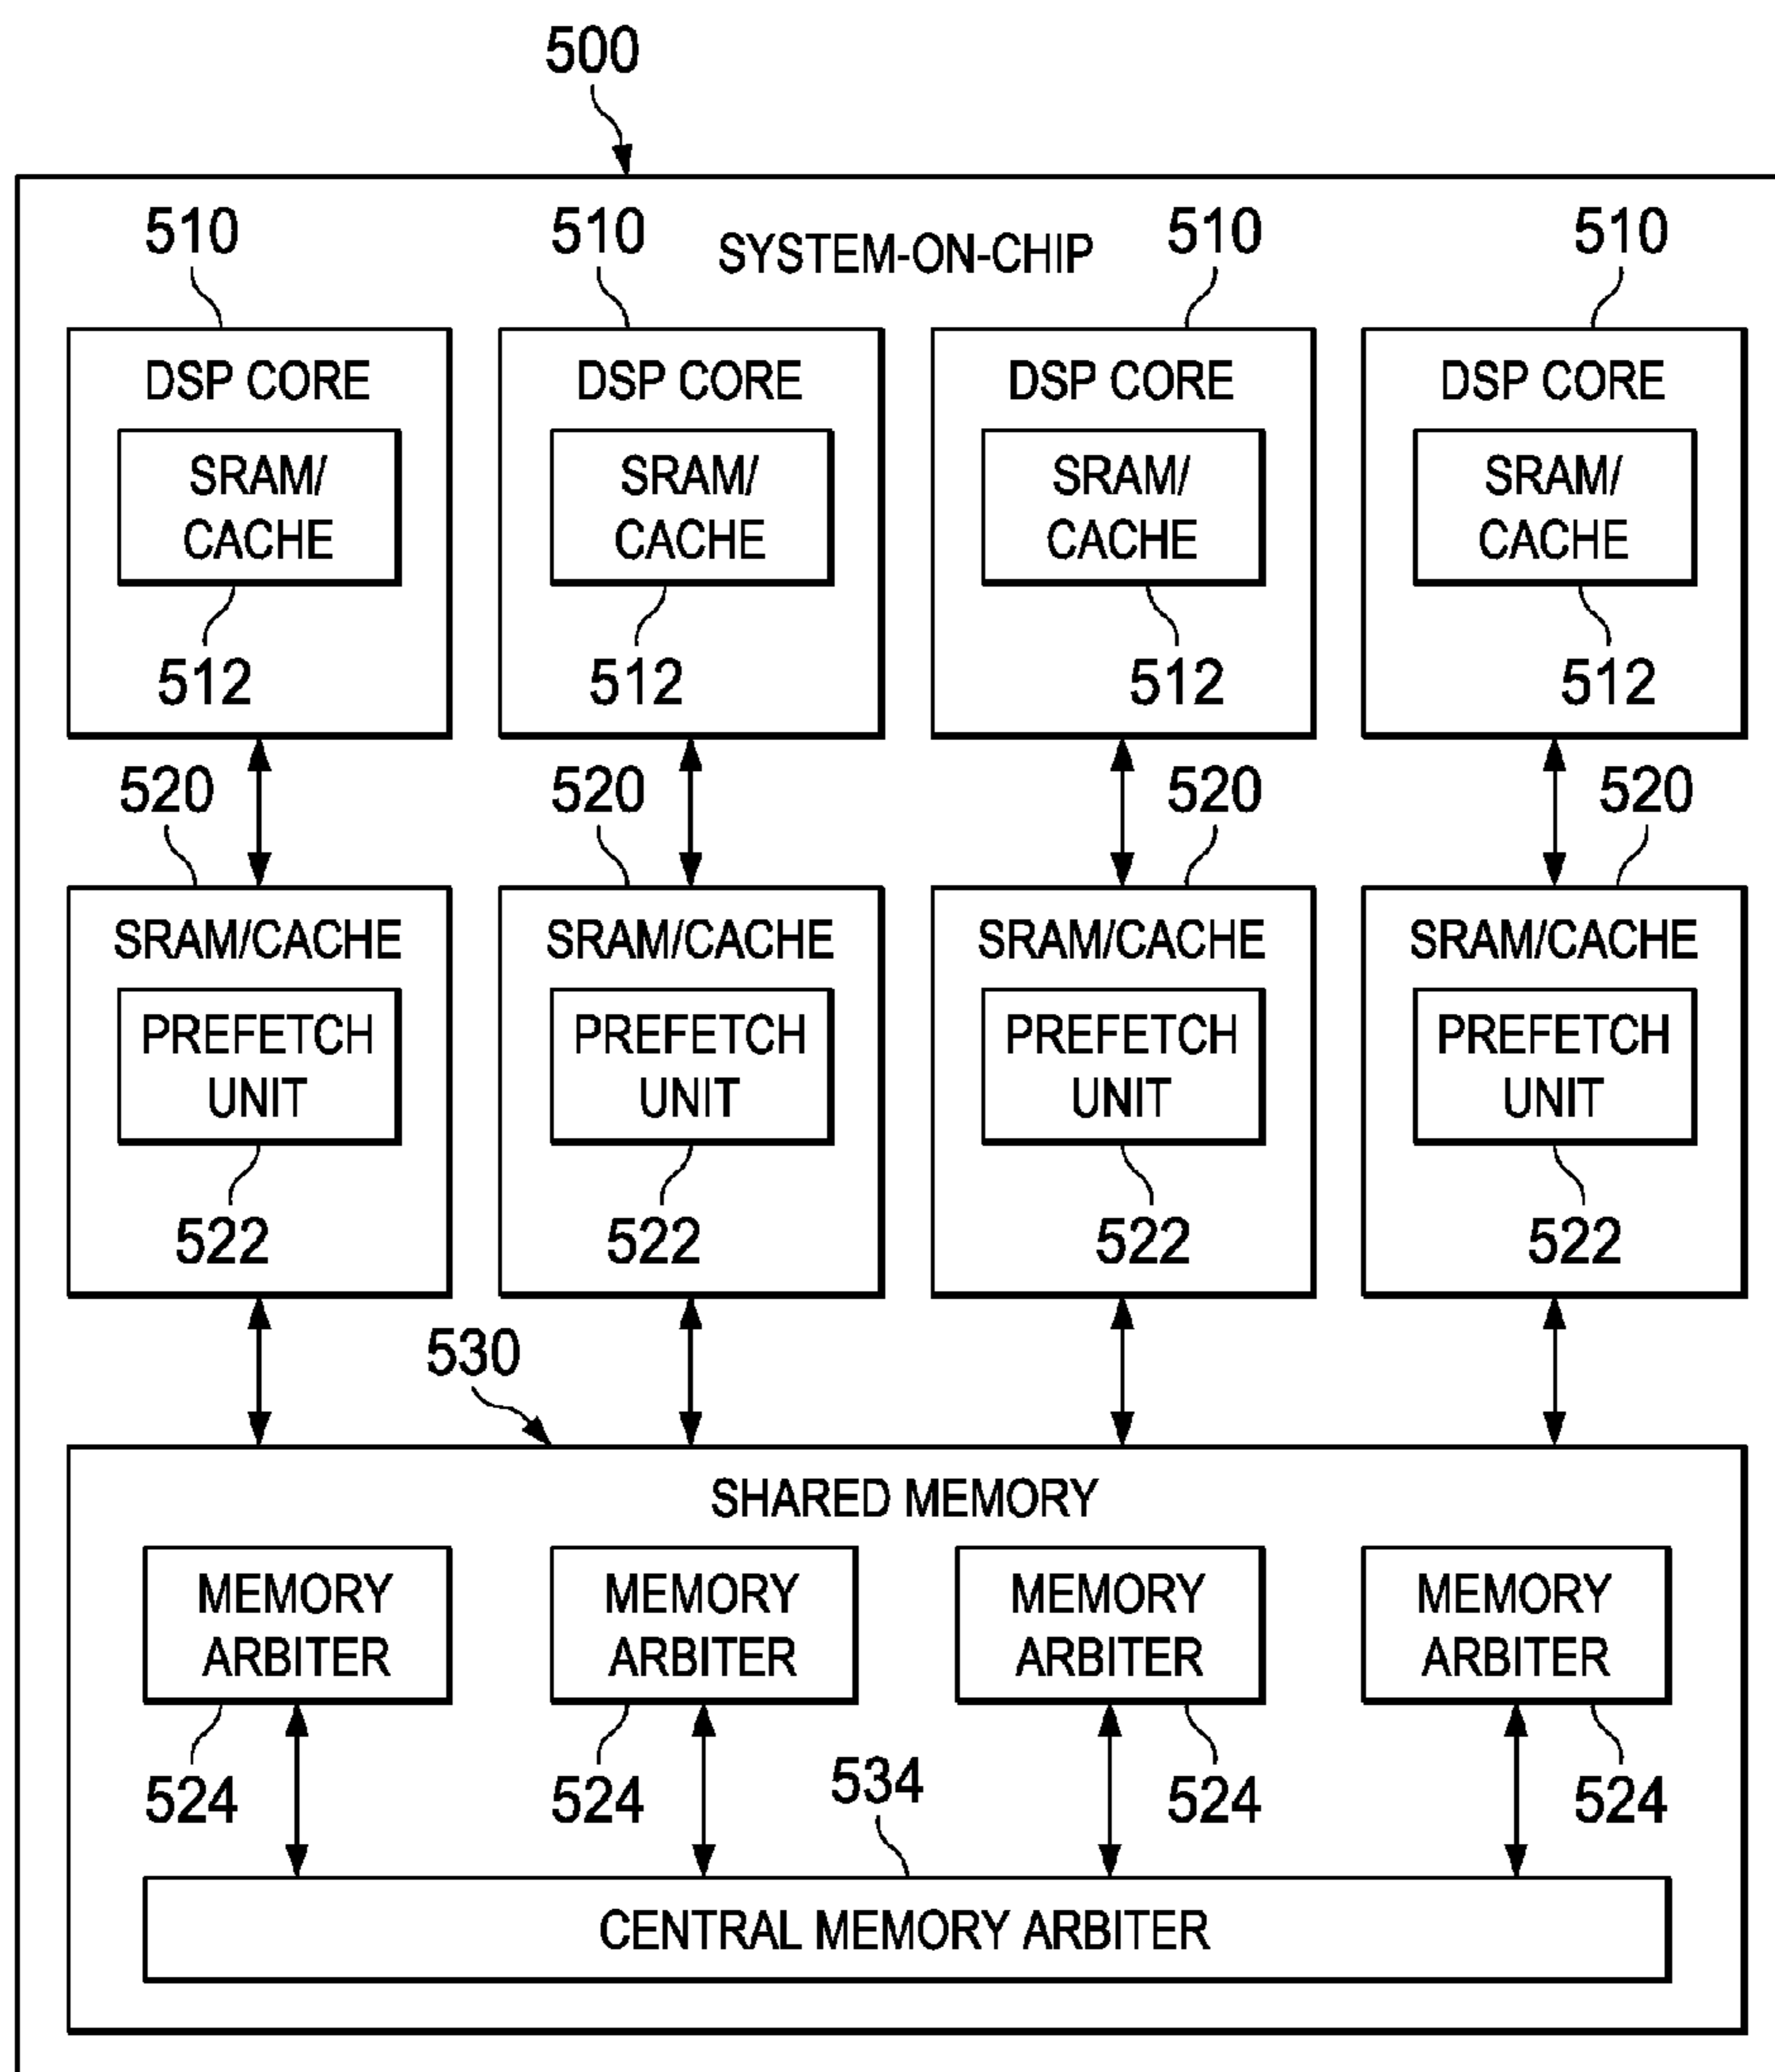 500
510 510 510 510
SYSTEM-ON-CHIP
DSP CORE DSP CORE DSP CORE DSP CORE
SRAM/ SRAM/ SRAM/ SRAM/
CACHE CACHE CACHE CACHE
512 512 512 512
520 520 520 520
SRAM/CACHE SRAM/CACHE SRAM/CACHE SRAM/CACHE
PREFETCH PREFETCH PREFETCH PREFETCH
UNIT UNIT UNIT UNIT
522 522 522 522
530
SHARED MEMORY
MEMORY MEMORY MEMORY MEMORY
ARBITER ARBITER ARBITER ARBITER
524 524 534 524 524
CENTRAL MEMORY ARBITER